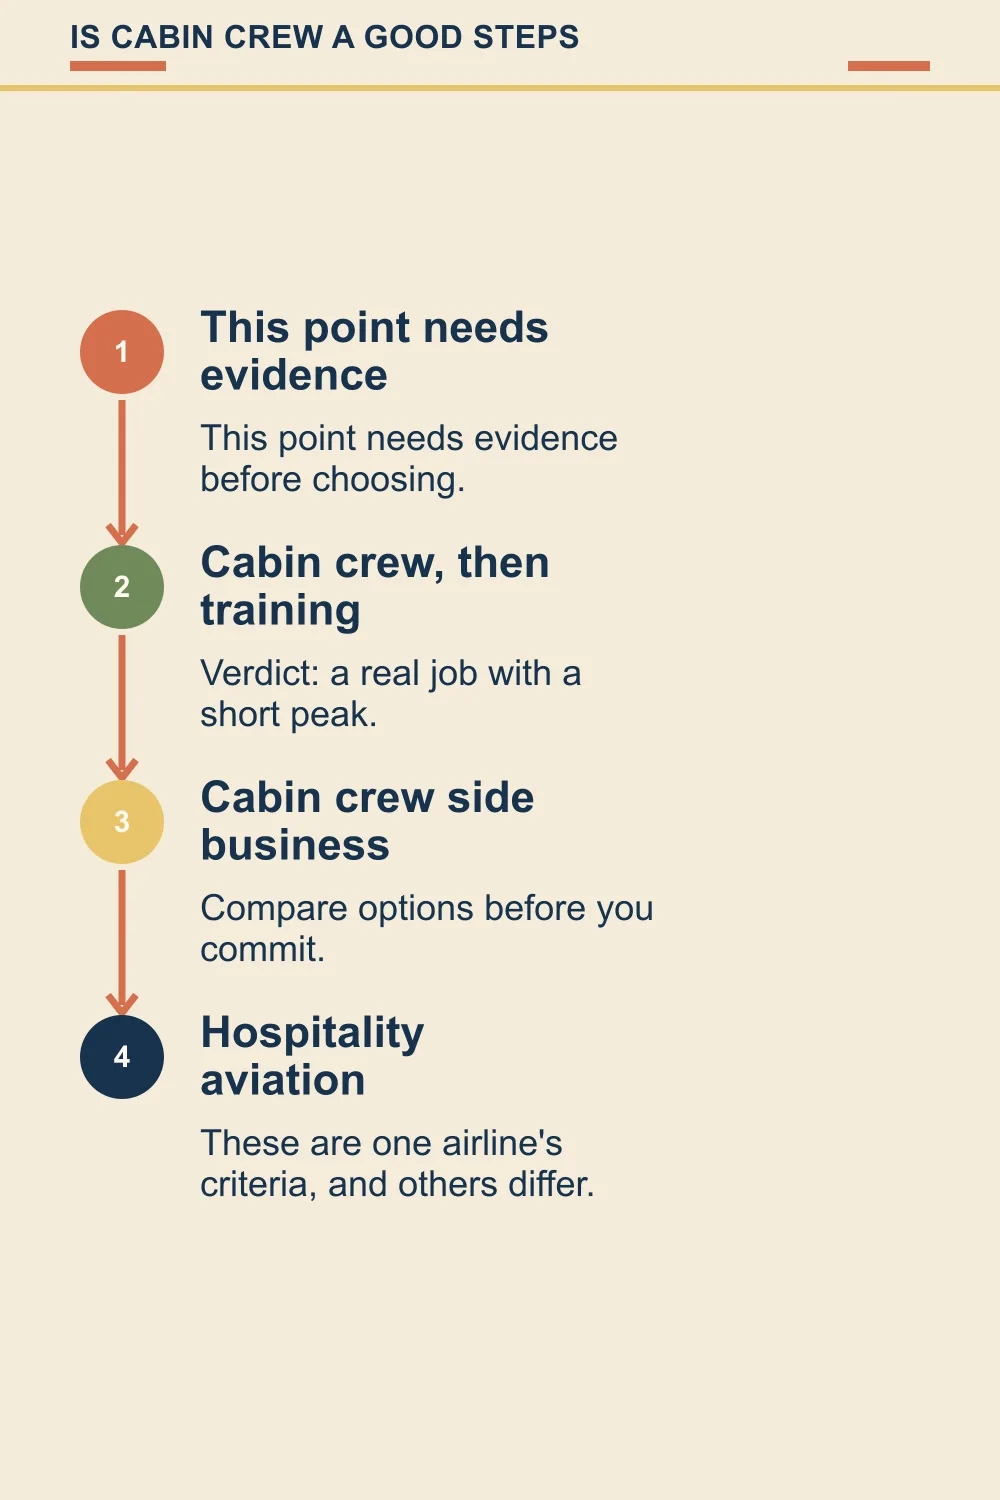 IS CABIN CREW A GOOD STEPS
1
This point needs
evidence
This point needs evidence
before choosing.
2
Cabin crew, then
training
Verdict: a real job with a
short peak.
3
Cabin crew side
business
Compare options before you
commit.
4
Hospitality
aviation
These are one airline's
criteria, and others differ.